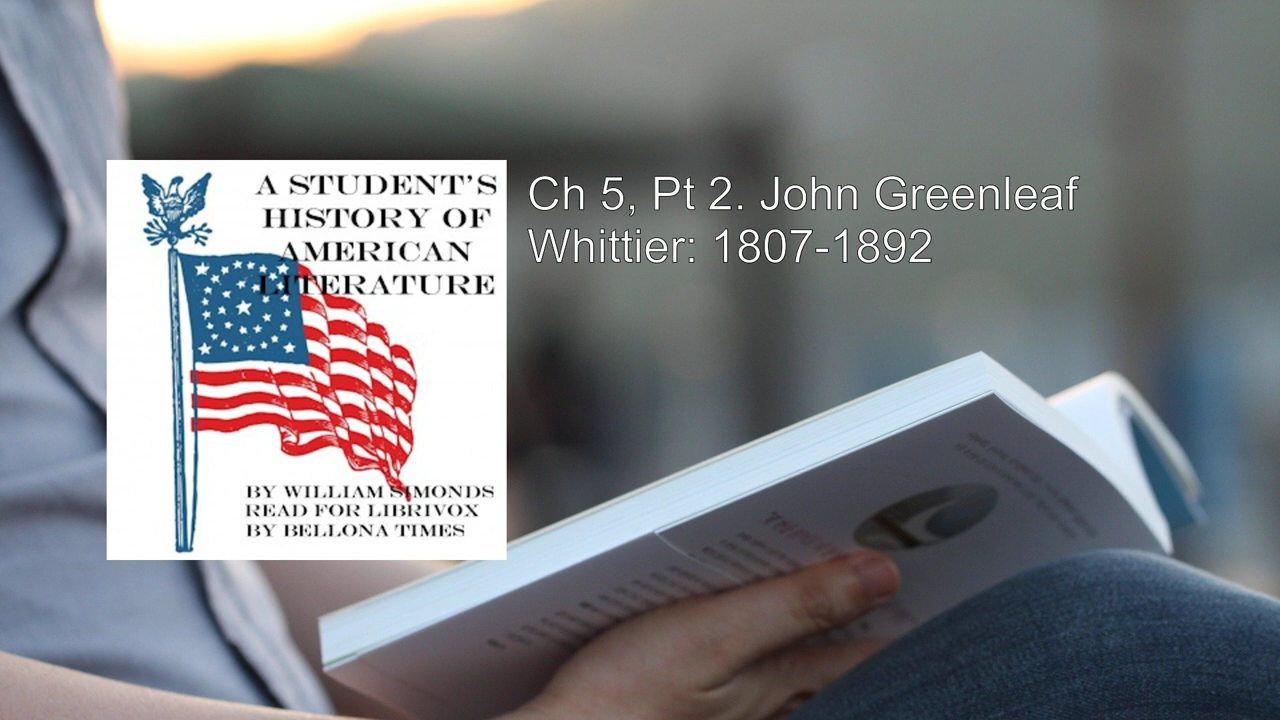 A STUDENT'S
HISTORY OF
AMERICAN
LITERATURE
BY WILLIAM SIMONDS
READ FOR LIBRIVOX
BY BELLONA TIMES
Ch 5, Pt 2. John Greenleaf
Whittier: 1807-1892